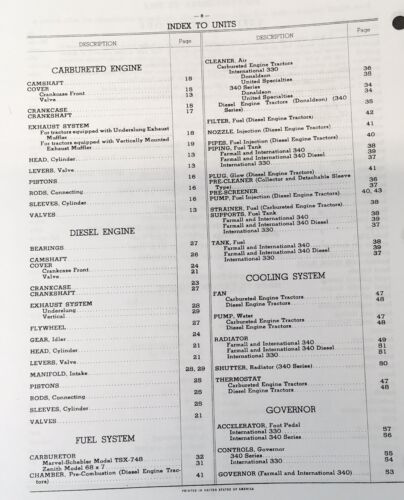 — 8 —
INDEX TO UNITS
DESCRIPTION Page
CARBURETED ENGINE
CAMSHAFT 18
COVER
Crankcase Front 18
Valve 13
CRANKCASE 18
CRANKSHAFT 17
EXHAUST SYSTEM
For tractors equipped with Underslung Exhaust
Muffler 18
For tractors equipped with Vertically Mounted
Exhaust Muffler 19
HEAD, Cylinder 13
LEVERS, Valve 13
PISTONS 16
RODS, Connecting 16
SLEEVES, Cylinder 16
VALVES 13
DIESEL ENGINE
BEARINGS 27
CAMSHAFT 26
COVER
Crankcase Front 24
Valve 21
CRANKCASE 23
CRANKSHAFT 27
EXHAUST SYSTEM
Underslung 28
Vertical 29
FLYWHEEL 27
GEAR, Idler 24
HEAD, Cylinder 21
LEVERS, Valve 21
MANIFOLD, Intake 28, 29
PISTONS 25
RODS, Connecting 25
SLEEVES, Cylinder 25
VALVES 21
FUEL SYSTEM
CARBURETOR
Marvel-Schebler Model TSX-748 32
Zenith Model 68 x 7 31
CHAMBER, Pre-Combustion (Diesel Engine Trac-
tors) 41
DESCRIPTION Page
CLEANER, Air
Carbureted Engine Tractors
International 330
Donaldson 36
United Specialties 35
340 Series
Donaldson 34
United Specialties 34
Diesel Engine Tractors (Donaldson) (340
Series) 35
FILTER, Fuel (Diesel Engine Tractors) 42
NOZZLE, Injection (Diesel Engine Tractors) 41
PIPES, Fuel Injection (Diesel Engine Tractors) 40
PIPING, Fuel Tank
Farmall and International 340 38
Farmall and International 340 Diesel 39
International 330 37
PLUG, Glow (Diesel Engine Tractors) 41
PRE-CLEANER (Collector and Detachable Sleeve
Type) 36
PRE-SCREENER 37
PUMP, Fuel Injection (Diesel Engine Tractors) 40, 43
STRAINER, Fuel (Carbureted Engine Tractors) 38
SUPPORTS, Fuel Tank
Farmall and International 340 38
Farmall and International 340 Diesel 39
International 330 37
TANK, Fuel
Farmall and International 340 38
Farmall and International 340 Diesel 39
International 330 37
COOLING SYSTEM
FAN
Carbureted Engine Tractors 47
Diesel Engine Tractors 48
PUMP, Water
Carbureted Engine Tractors 47
Diesel Engine Tractors 48
RADIATOR
Farmall and International 340 49
Farmall and International 340 Diesel 51
International 330 51
SHUTTER, Radiator (340 Series) 50
THERMOSTAT
Carbureted Engine Tractors 47
Diesel Engine Tractors 48
GOVERNOR
ACCELERATOR, Foot Pedal
International 330 57
International 340 Series 56
CONTROLS, Governor
340 Series 55
International 330 54
GOVERNOR (Farmall and International 340) 53
PRINTED IN UNITED STATES OF AMERICA